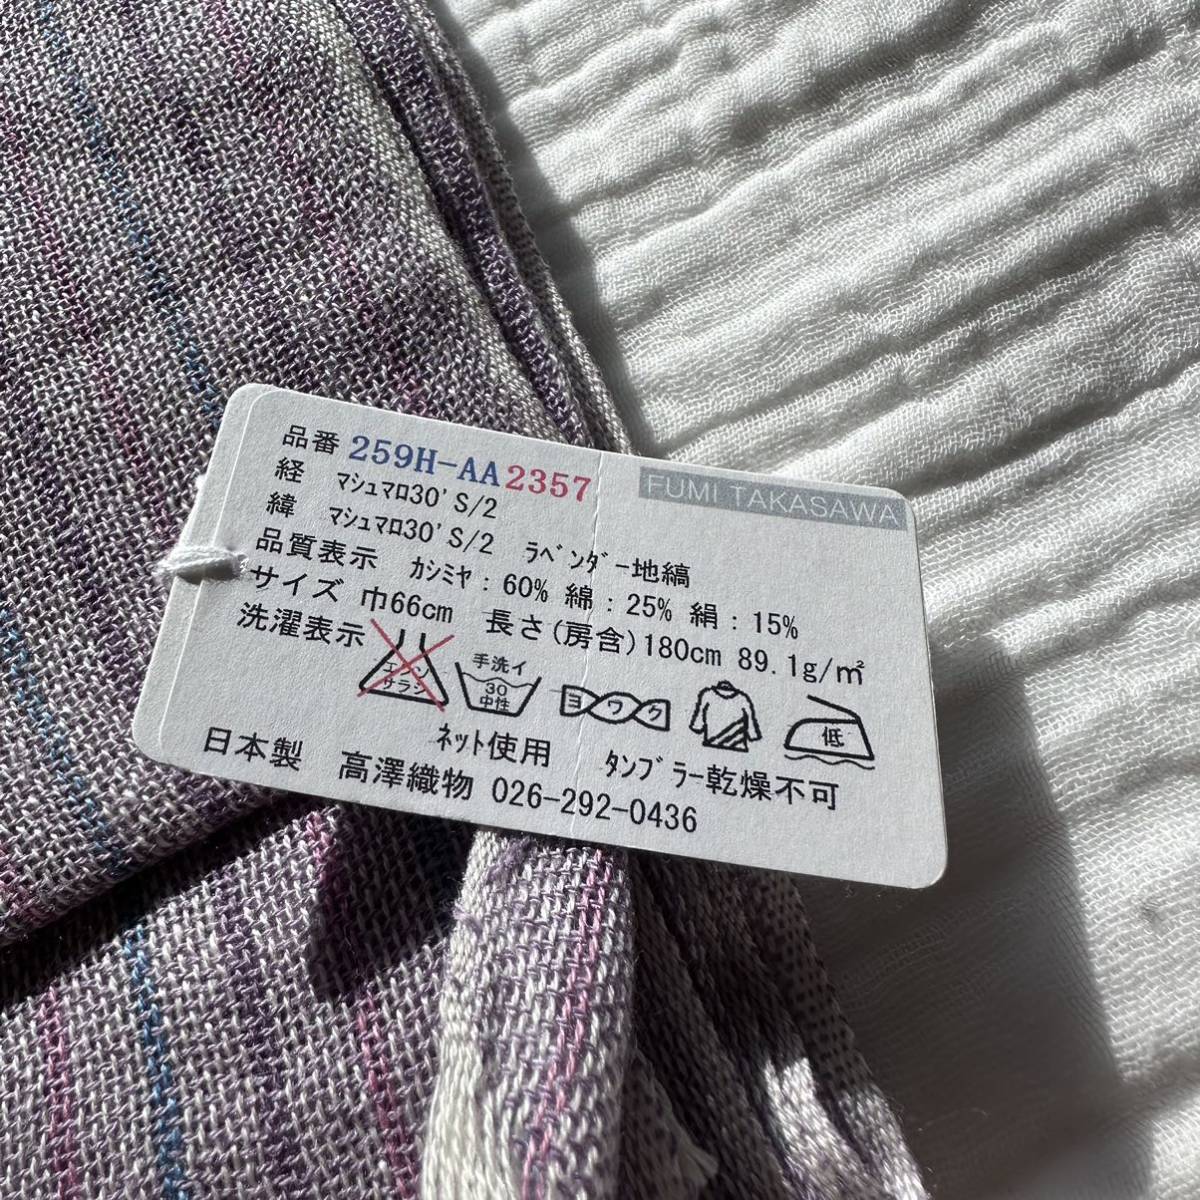 品番 259H-AA2357
FUMI TAKASAWA
経 マシュマロ30'S/2
緯 マシュマロ30'S/2 ラベンダー地縞
品質表示 カシミヤ:60% 綿:25% 絹:15%
サイズ 巾66cm 長さ(房含)180cm 89.1g/㎡
洗濯表示
エンソ
サラシ
手洗イ
30
中性
ヨワク
低
ネット使用 タンブラー乾燥不可
日本製 高澤織物 026-292-0436